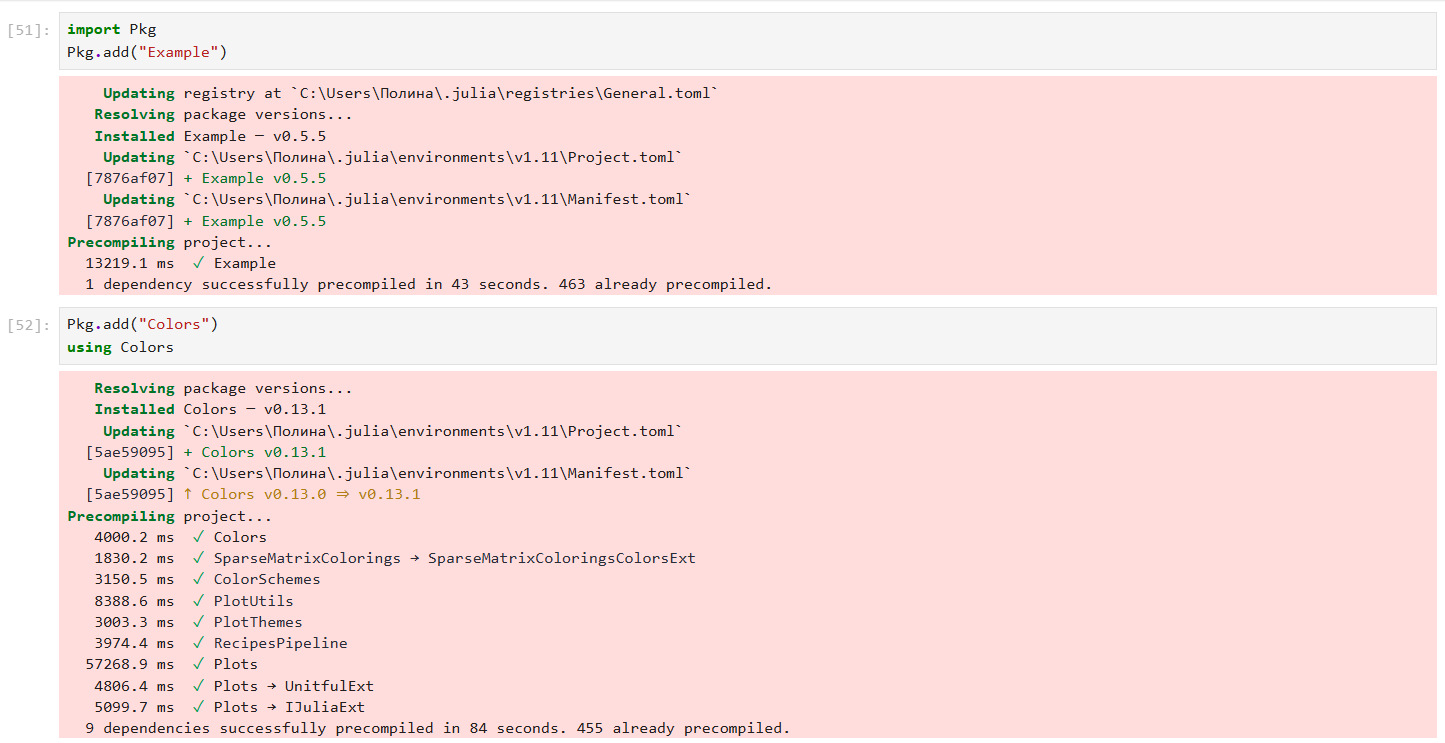 [51]:
import Pkg
Pkg.add("Example")
Updating registry at `C:\Users\Полина\.julia\registries\General.toml`
Resolving package versions...
Installed Example ─ v0.5.5
Updating `C:\Users\Полина\.julia\environments\v1.11\Project.toml`
[7876af07] + Example v0.5.5
Updating `C:\Users\Полина\.julia\environments\v1.11\Manifest.toml`
[7876af07] + Example v0.5.5
Precompiling project...
13219.1 ms ✓ Example
1 dependency successfully precompiled in 43 seconds. 463 already precompiled.
[52]:
Pkg.add("Colors")
using Colors
Resolving package versions...
Installed Colors ─ v0.13.1
Updating `C:\Users\Полина\.julia\environments\v1.11\Project.toml`
[5ae59095] + Colors v0.13.1
Updating `C:\Users\Полина\.julia\environments\v1.11\Manifest.toml`
[5ae59095] ↑ Colors v0.13.0 ⇒ v0.13.1
Precompiling project...
4000.2 ms ✓ Colors
1830.2 ms ✓ SparseMatrixColorings → SparseMatrixColoringsColorsExt
3150.5 ms ✓ ColorSchemes
8388.6 ms ✓ PlotUtils
3003.3 ms ✓ PlotThemes
3974.4 ms ✓ RecipesPipeline
57268.9 ms ✓ Plots
4806.4 ms ✓ Plots → UnitfulExt
5099.7 ms ✓ Plots → IJuliaExt
9 dependencies successfully precompiled in 84 seconds. 455 already precompiled.